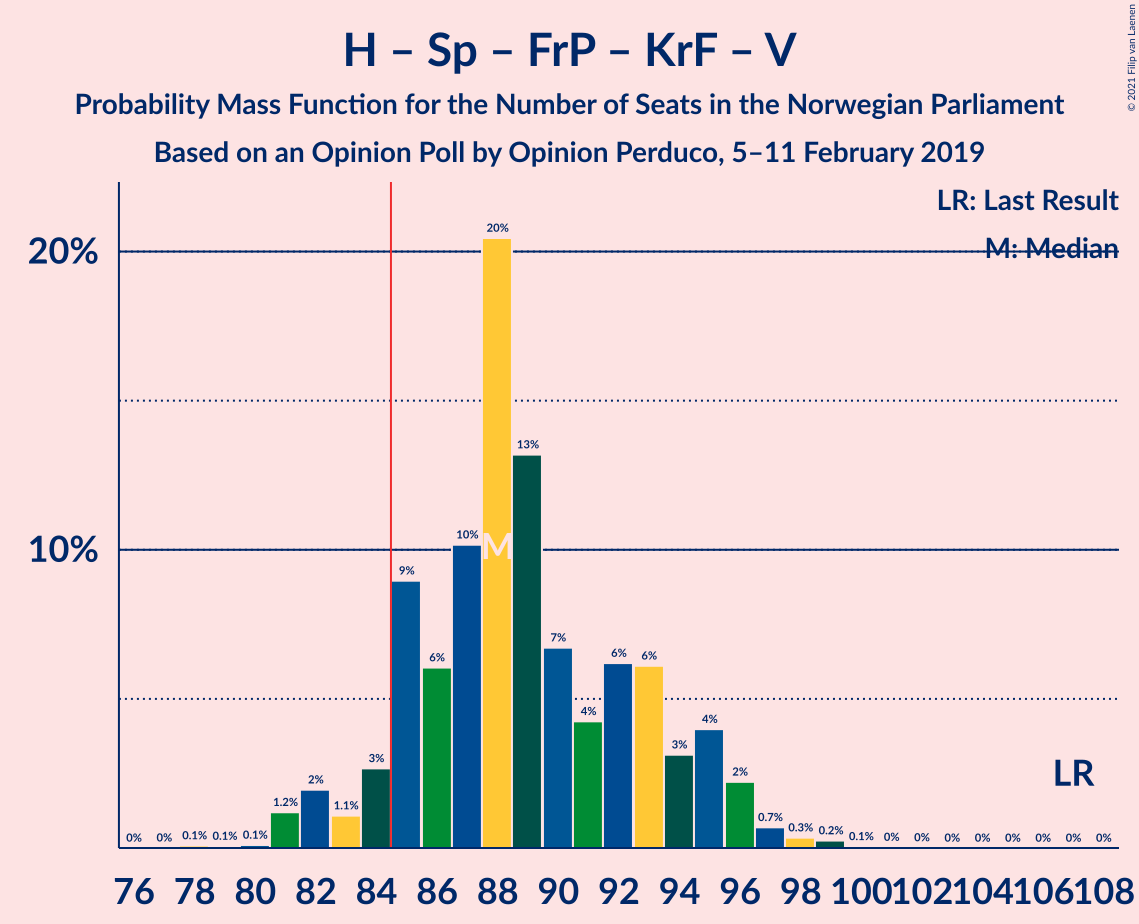 H – Sp – FrP – KrF – V
Probability Mass Function for the Number of Seats in the Norwegian Parliament
Based on an Opinion Poll by Opinion Perduco, 5–11 February 2019
© 2021 Filip van Laenen
LR: Last Result
M: Median
20%
10%
0% 0% 0.1% 0.1% 0.1% 1.2% 2% 1.1% 3% 9% 6% 10% 20% 13% 7% 4% 6% 6% 3% 4% 2% 0.7% 0.3% 0.2% 0.1% 0% 0% 0% 0% 0% 0% 0% 0%
M
LR
76 78 80 82 84 86 88 90 92 94 96 98 100 102 104 106 108